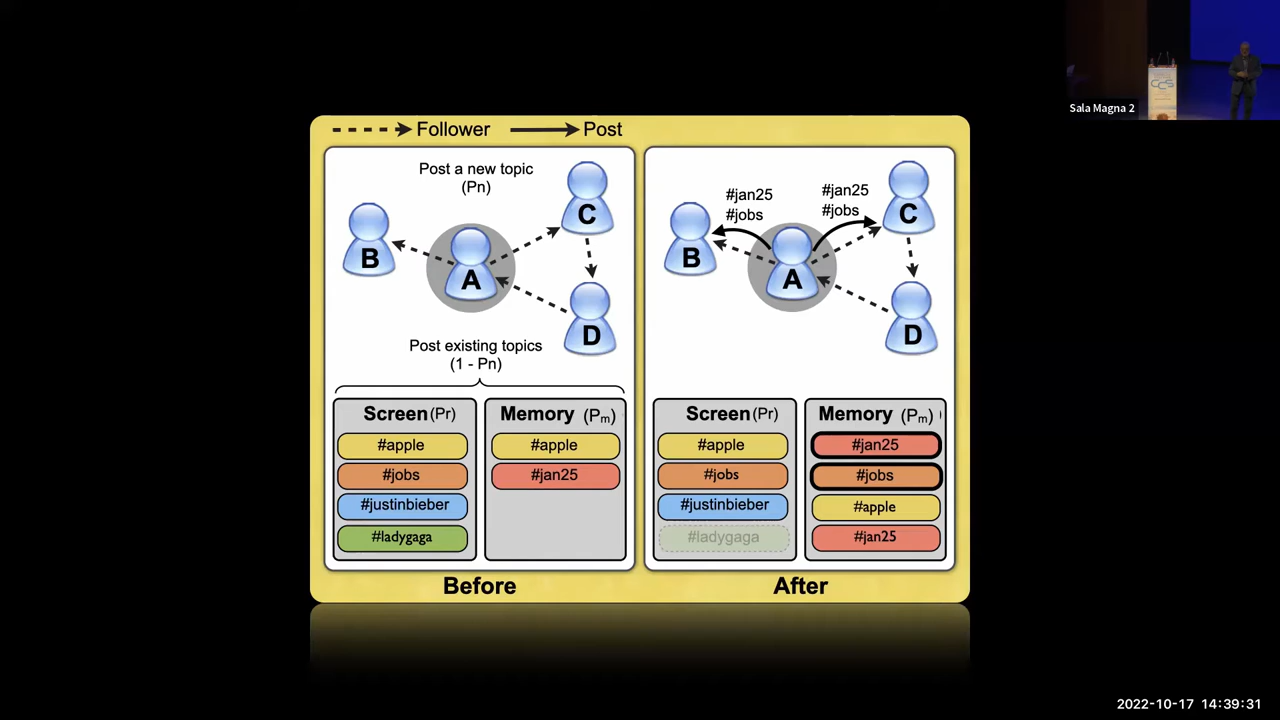 Sala Magna 2
Follower
Post
Post a new topic
(Pn)
B
A
C
D
Post existing topics
(1 - Pn)
Screen (Pr)
#apple
#jobs
#justinbieber
#ladygaga
Memory (Pm)
#apple
#jan25
Before
#jan25
#jobs
#jan25
#jobs
B
A
C
D
Screen (Pr)
#apple
#jobs
#justinbieber
#ladygaga
Memory (Pm)
#jan25
#jobs
#apple
#jan25
After
2022-10-17 14:39:31